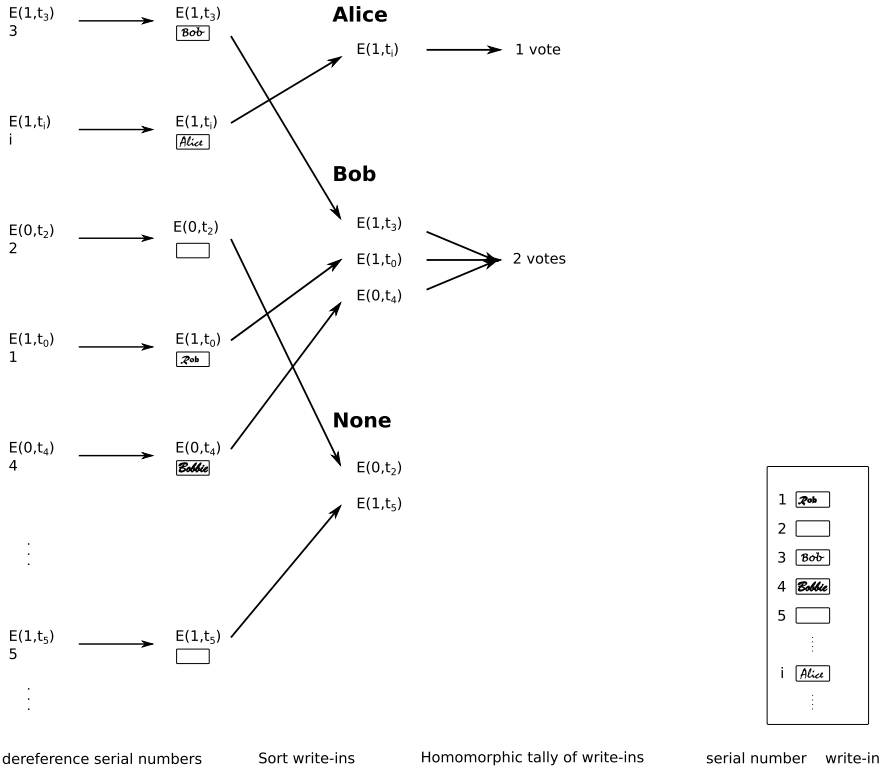 E(1,t₃)
3
E(1,t₃)
Bob
Alice
E(1,tᵢ)
1 vote
E(1,tᵢ)
i
E(1,tᵢ)
Alice
Bob
E(0,t₂)
2
E(0,t₂)
E(1,t₃)
E(1,t₀)
2 votes
E(0,t₄)
E(1,t₀)
1
E(1,t₀)
Rob
None
E(0,t₄)
4
E(0,t₄)
Bobbie
E(0,t₂)
E(1,t₅)
E(1,t₅)
5
E(1,t₅)
1 Rob
2
3 Bob
4 Bobbie
5
i Alice
dereference serial numbers
Sort write-ins
Homomorphic tally of write-ins
serial number
write-in